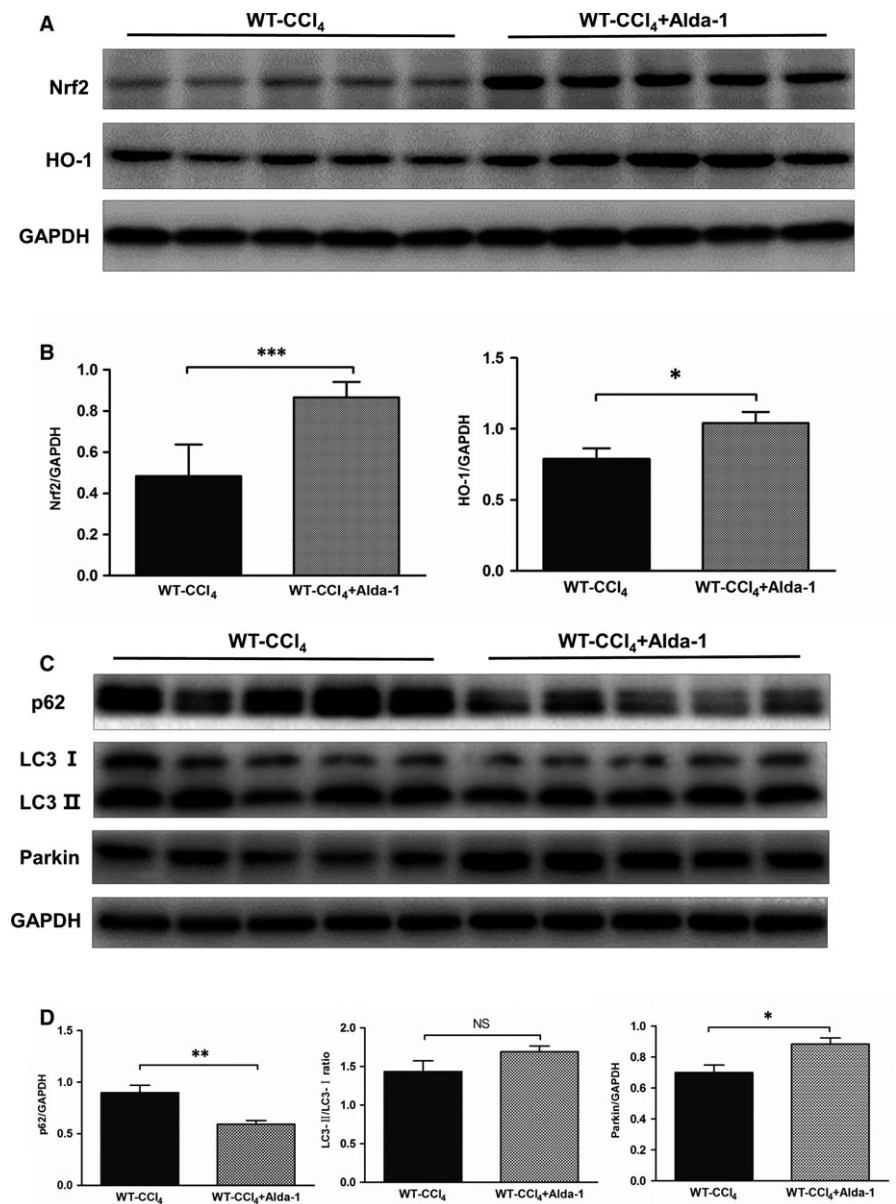 A
WT-CCl₄ WT-CCl₄+Alda-1
Nrf2
HO-1
GAPDH
B
***
1.0
0.8
0.6
0.4
0.2
0.0
Nrf2/GAPDH
WT-CCl₄ WT-CCl₄+Alda-1
*
1.5
1.0
0.5
0.0
HO-1/GAPDH
WT-CCl₄ WT-CCl₄+Alda-1
C
WT-CCl₄ WT-CCl₄+Alda-1
p62
LC3 I
LC3 II
Parkin
GAPDH
D
**
1.5
1.0
0.5
0.0
p62/GAPDH
WT-CCl₄ WT-CCl₄+Alda-1
NS
2.0
1.5
1.0
0.5
0.0
LC3-II/LC3-I ratio
WT-CCl₄ WT-CCl₄+Alda-1
*
1.0
0.8
0.6
0.4
0.2
0.0
Parkin/GAPDH
WT-CCl₄ WT-CCl₄+Alda-1